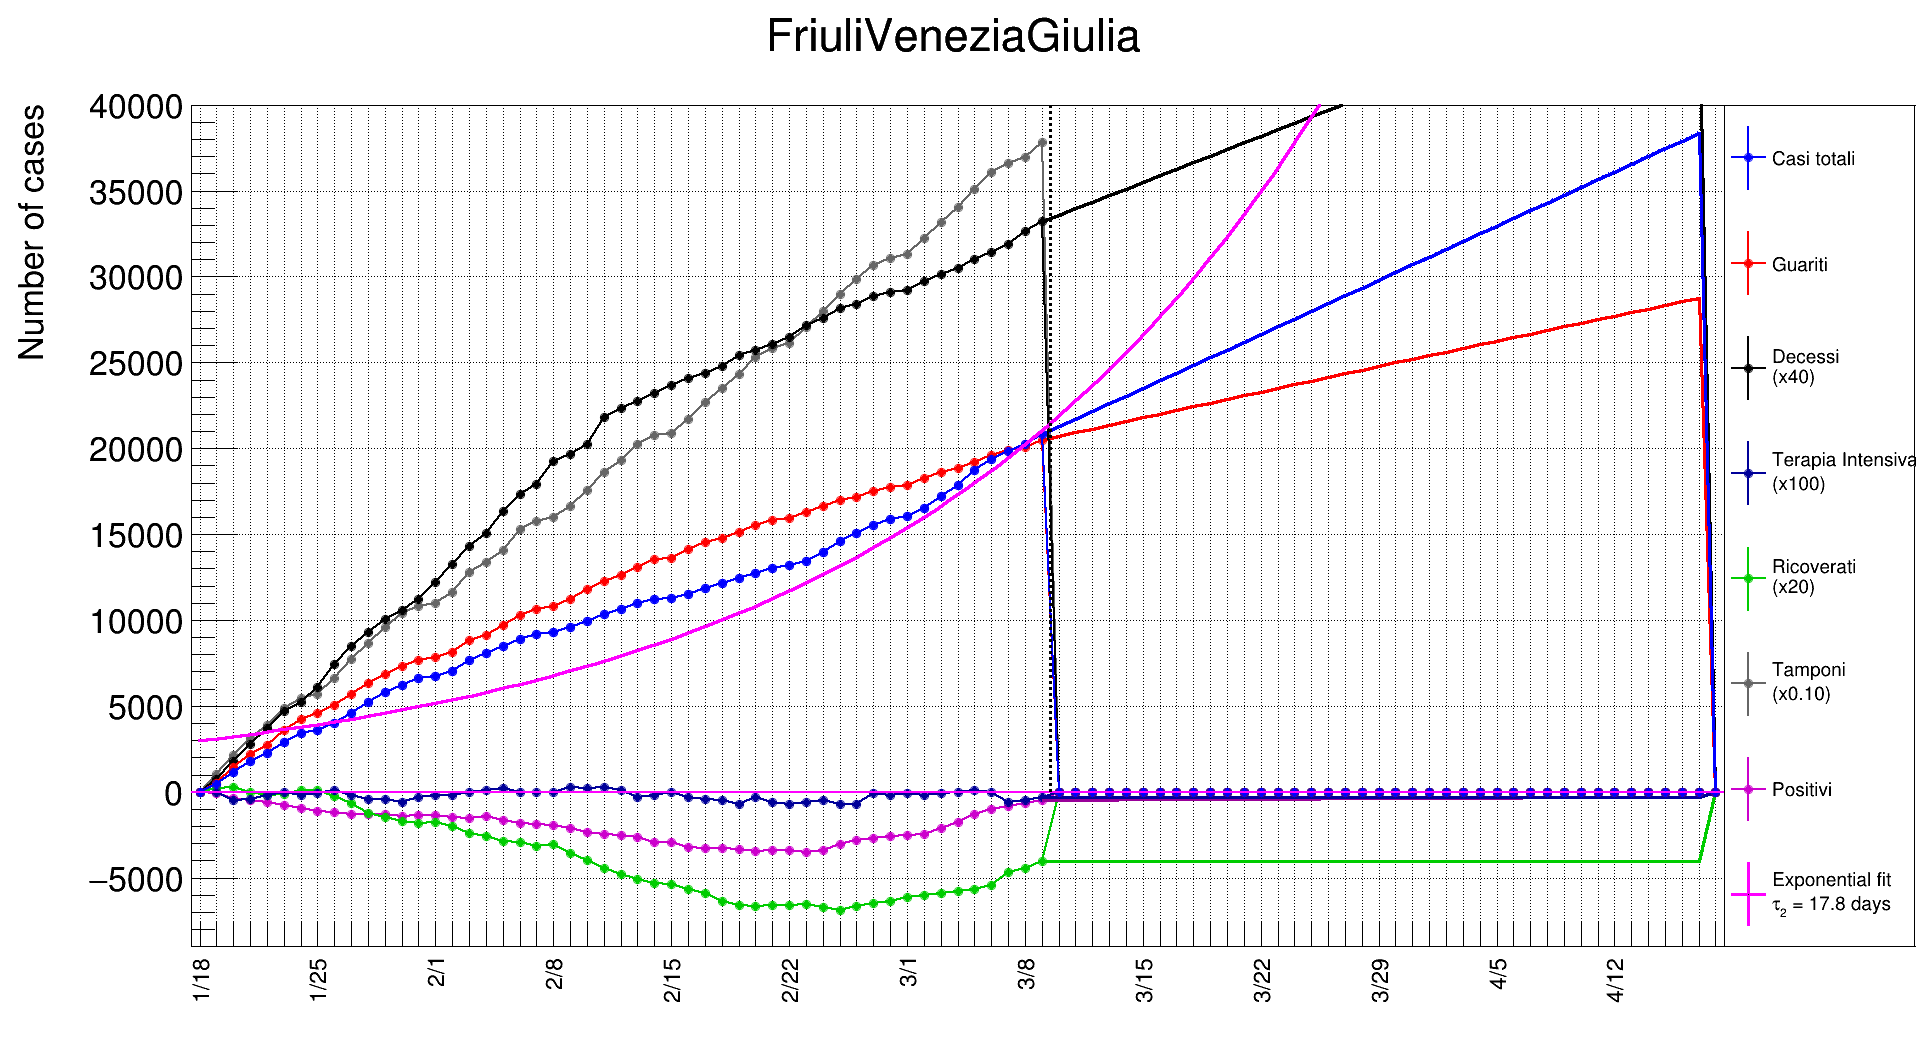 FriuliVeneziaGiulia
Number of cases
40000
35000
30000
25000
20000
15000
10000
5000
0
−5000
1/18
1/25
2/1
2/8
2/15
2/22
3/1
3/8
3/15
3/22
3/29
4/5
4/12
Casi totali
Guariti
Decessi
(x40)
Terapia Intensiva
(x100)
Ricoverati
(x20)
Tamponi
(x0.10)
Positivi
Exponential fit
τ2 = 17.8 days